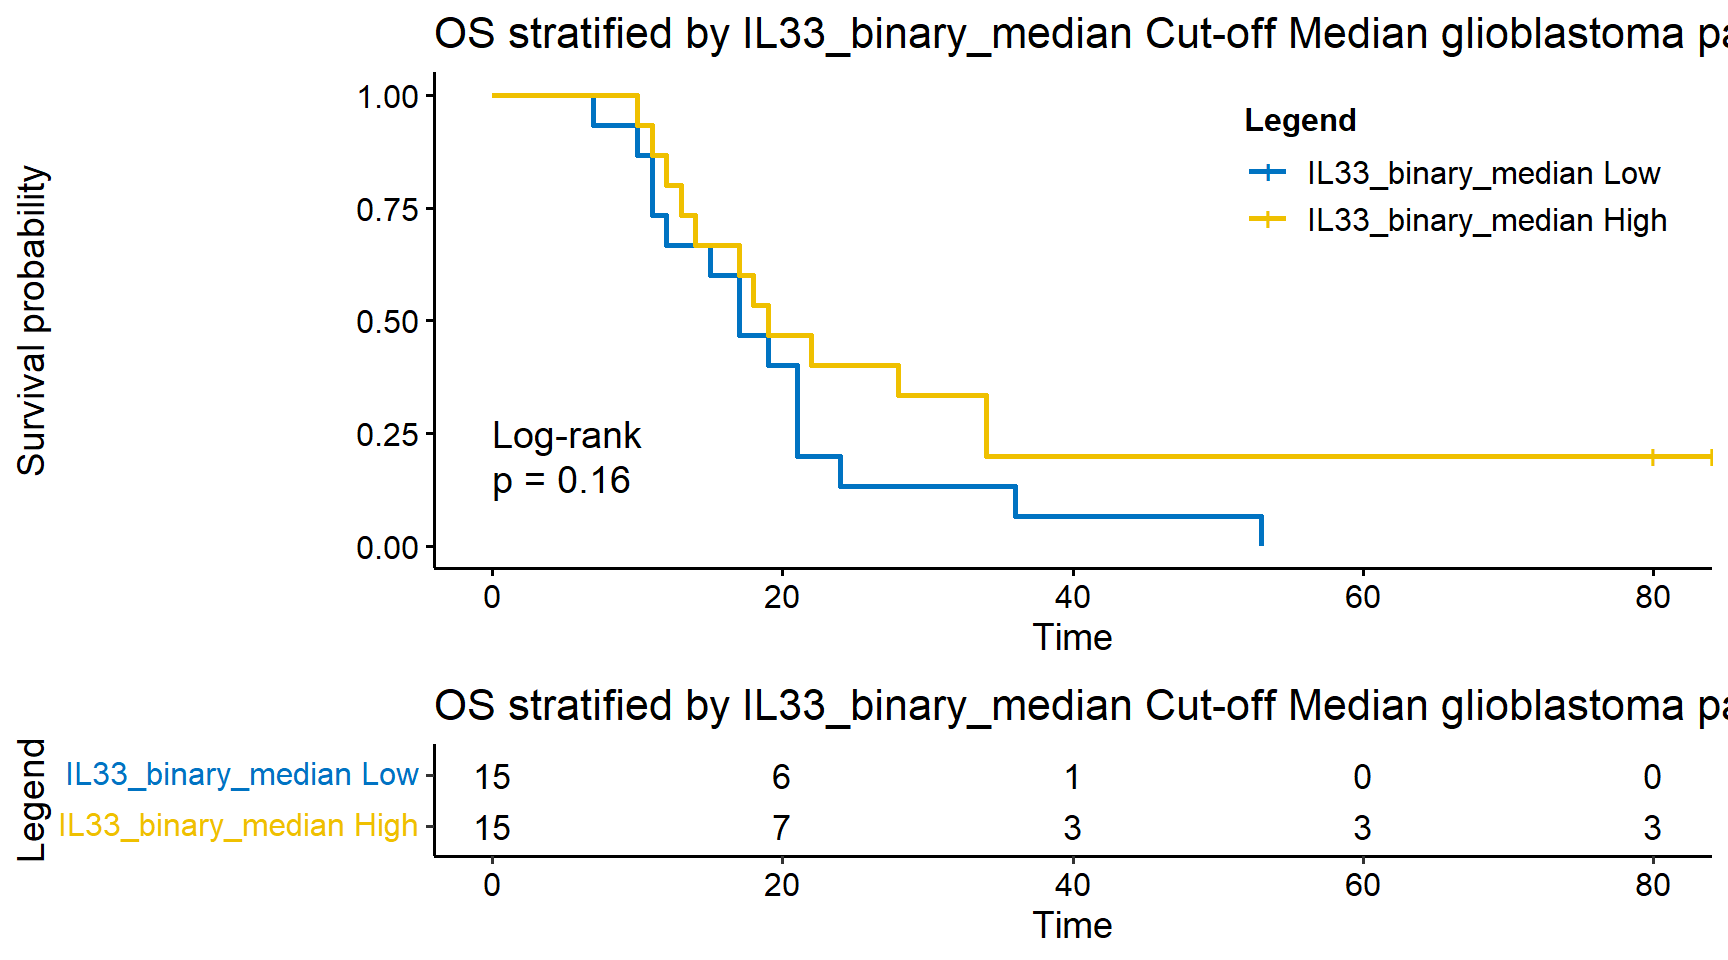 OS stratified by IL33_binary_median Cut-off Median glioblastoma pa
Survival probability
1.00
0.75
0.50
0.25
0.00
Legend
IL33_binary_median Low
IL33_binary_median High
Log-rank
p = 0.16
0 20 40 60 80
Time
OS stratified by IL33_binary_median Cut-off Median glioblastoma pa
Legend
IL33_binary_median Low 15 6 1 0 0
IL33_binary_median High 15 7 3 3 3
0 20 40 60 80
Time